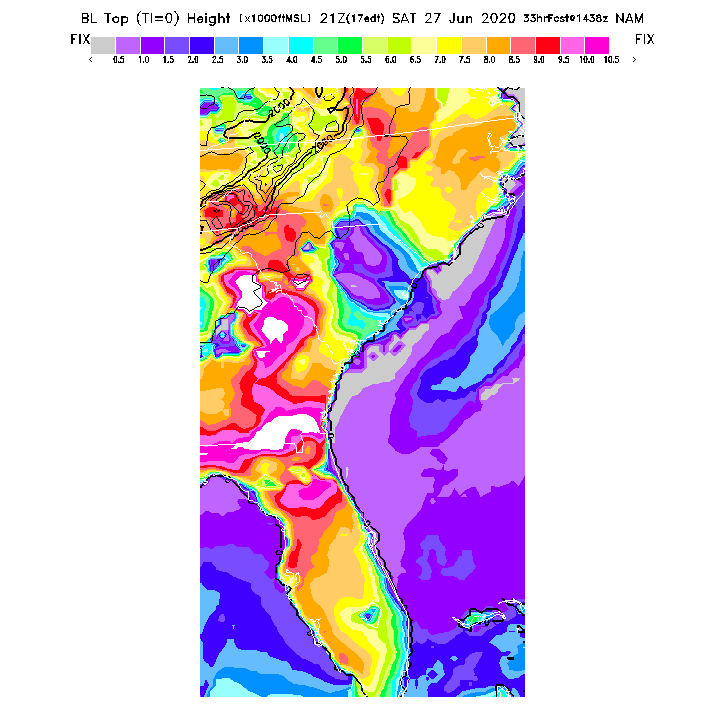 BL Top (TI=0) Height [x1000ftMSL] 21Z(17edt) SAT 27 Jun 2020 33hrFcst@1438z NAM
FIX FIX
< 0.5 1.0 1.5 2.0 2.5 3.0 3.5 4.0 4.5 5.0 5.5 6.0 6.5 7.0 7.5 8.0 8.5 9.0 9.5 10.0 10.5 >
2000
2000
2000